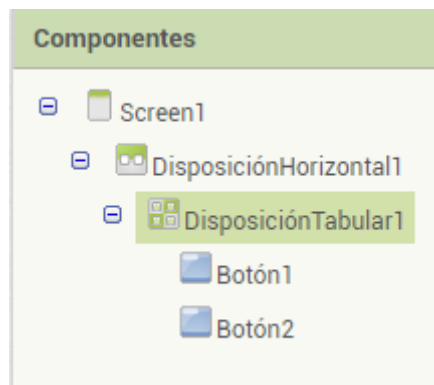 Componentes
Screen1
DisposiciónHorizontal1
DisposiciónTabular1
Botón1
Botón2